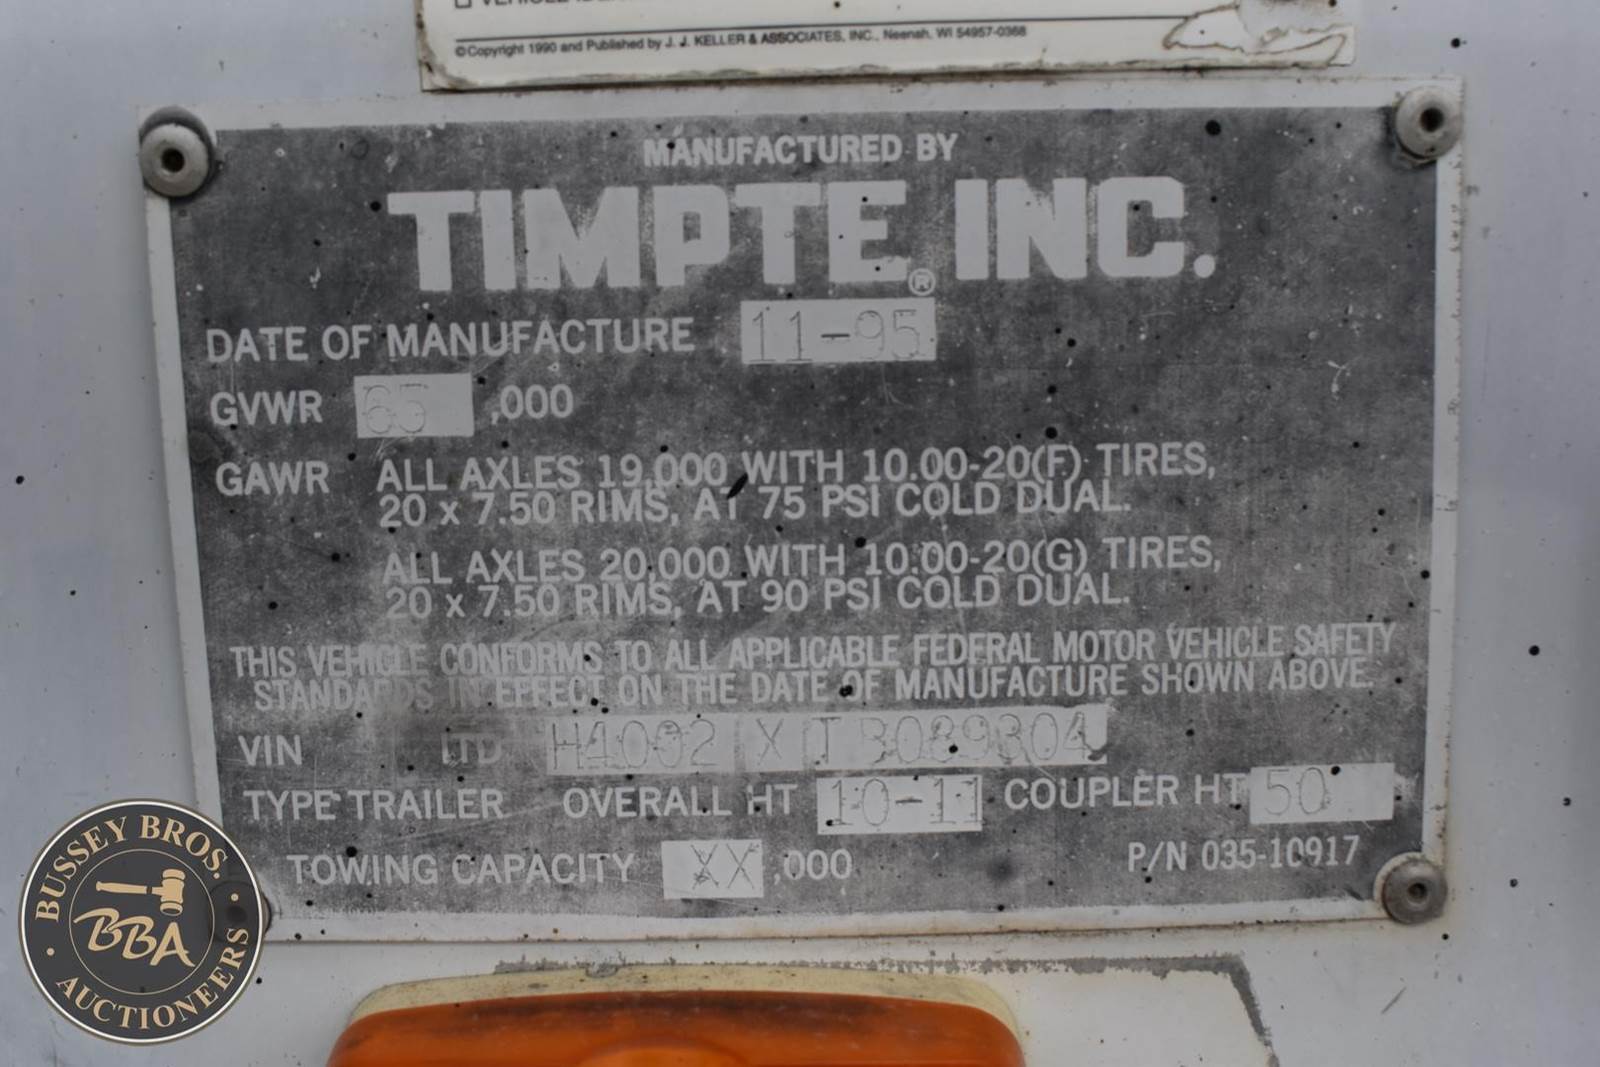 ©Copyright 1990 and Published by J. J. KELLER & ASSOCIATES, INC., Neenah, WI 54957-0368
MANUFACTURED BY
TIMPTE® INC.
DATE OF MANUFACTURE 11-95
GVWR 65 ,000
GAWR ALL AXLES 19,000 WITH 10.00-20(F) TIRES,
20 x 7.50 RIMS, AT 75 PSI COLD DUAL.
ALL AXLES 20,000 WITH 10.00-20(G) TIRES,
20 x 7.50 RIMS, AT 90 PSI COLD DUAL.
THIS VEHICLE CONFORMS TO ALL APPLICABLE FEDERAL MOTOR VEHICLE SAFETY
STANDARDS IN EFFECT ON THE DATE OF MANUFACTURE SHOWN ABOVE.
VIN
TYPE TRAILER OVERALL HT 10-11 COUPLER HT 50
TOWING CAPACITY XX ,000 P/N 035-10917
BUSSEY BROS.
BBA
AUCTIONEERS